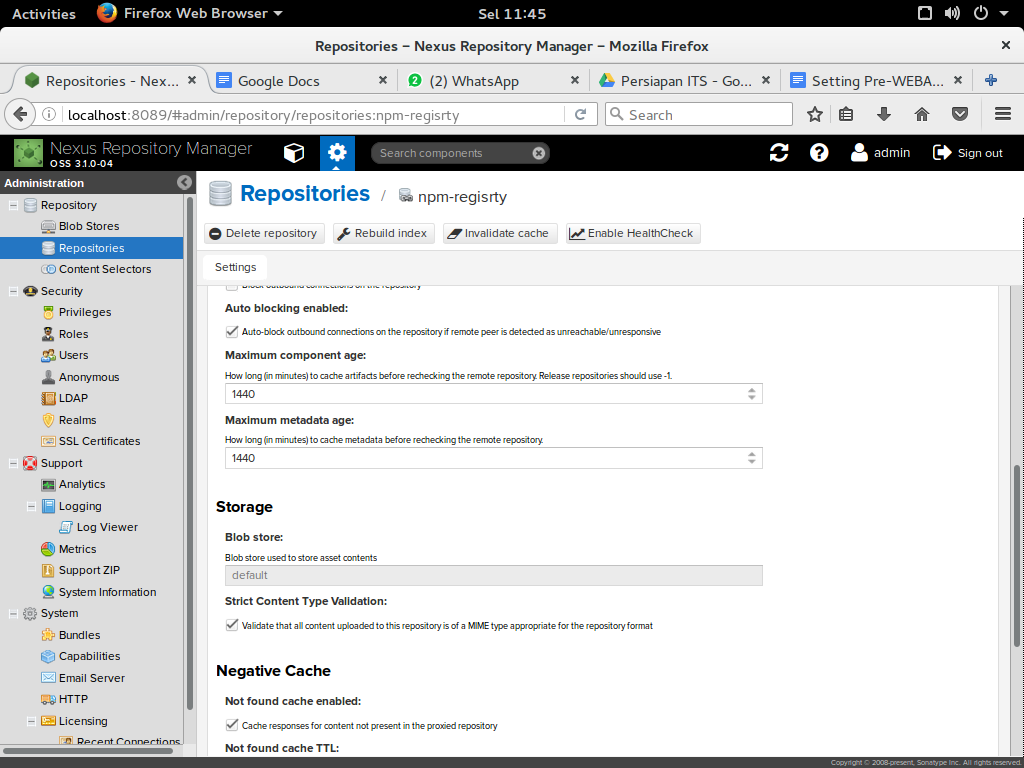 Activities Firefox Web Browser Sel 11:45
Repositories – Nexus Repository Manager – Mozilla Firefox
Repositories - Nex... Google Docs (2) WhatsApp Persiapan ITS - Go... Setting Pre-WEBA...
localhost:8089/#admin/repository/repositories:npm-regisrty Search
Nexus Repository Manager
OSS 3.1.0-04
Search components admin Sign out
Administration
Repository
Blob Stores
Repositories
Content Selectors
Security
Privileges
Roles
Users
Anonymous
LDAP
Realms
SSL Certificates
Support
Analytics
Logging
Log Viewer
Metrics
Support ZIP
System Information
System
Bundles
Capabilities
Email Server
HTTP
Licensing
Recent Connections
Repositories / npm-regisrty
Delete repository Rebuild index Invalidate cache Enable HealthCheck
Settings
Block outbound connections on the repository
Auto blocking enabled:
Auto-block outbound connections on the repository if remote peer is detected as unreachable/unresponsive
Maximum component age:
How long (in minutes) to cache artifacts before rechecking the remote repository. Release repositories should use -1.
1440
Maximum metadata age:
How long (in minutes) to cache metadata before rechecking the remote repository.
1440
Storage
Blob store:
Blob store used to store asset contents
default
Strict Content Type Validation:
Validate that all content uploaded to this repository is of a MIME type appropriate for the repository format
Negative Cache
Not found cache enabled:
Cache responses for content not present in the proxied repository
Not found cache TTL:
Copyright © 2008-present, Sonatype Inc. All rights reserved.